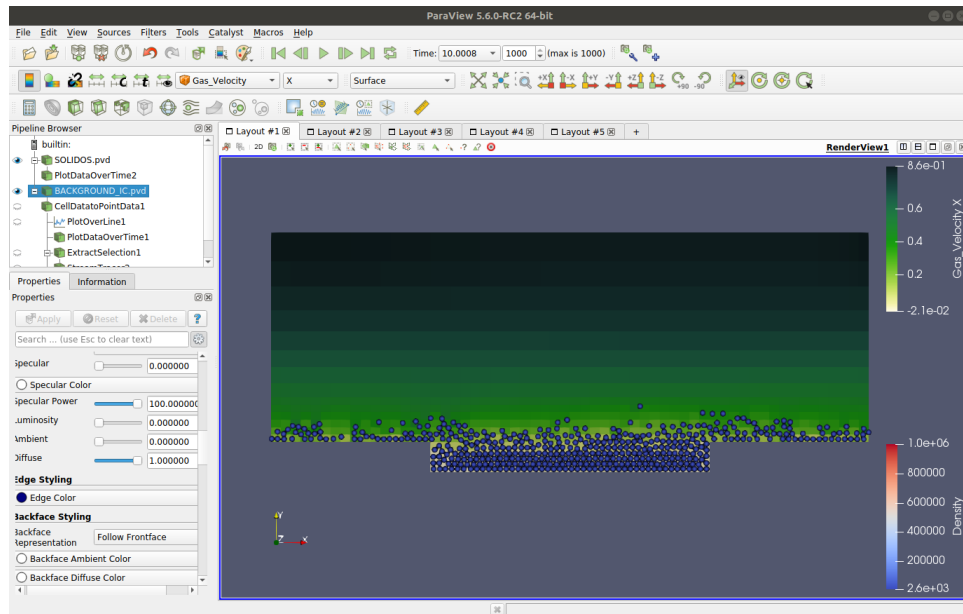 ParaView 5.6.0-RC2 64-bit
File Edit View Sources Filters Tools Catalyst Macros Help
Time: 10.0008 1000 (max is 1000)
Gas_Velocity X Surface
+X -X +Y -Y +Z -Z +90 -90
Pipeline Browser
builtin:
SOLIDOS.pvd
PlotDataOverTime2
BACKGROUND_IC.pvd
CellDatatoPointData1
PlotOverLine1
PlotDataOverTime1
ExtractSelection1
StreamTracer2
Properties Information
Properties
Apply Reset Delete ?
Search ... (use Esc to clear text)
Specular 0.000000
Specular Color
Specular Power 100.000000
Luminosity 0.000000
Ambient 0.000000
Diffuse 1.000000
Edge Styling
Edge Color
Backface Styling
Backface
Representation Follow Frontface
Backface Ambient Color
Backface Diffuse Color
Layout #1 Layout #2 Layout #3 Layout #4 Layout #5 +
2D RenderView1
8.6e-01
0.6
0.4
0.2
-2.1e-02
Gas_Velocity X
1.0e+06
800000
600000
400000
200000
2.6e+03
Density
Y
Z X